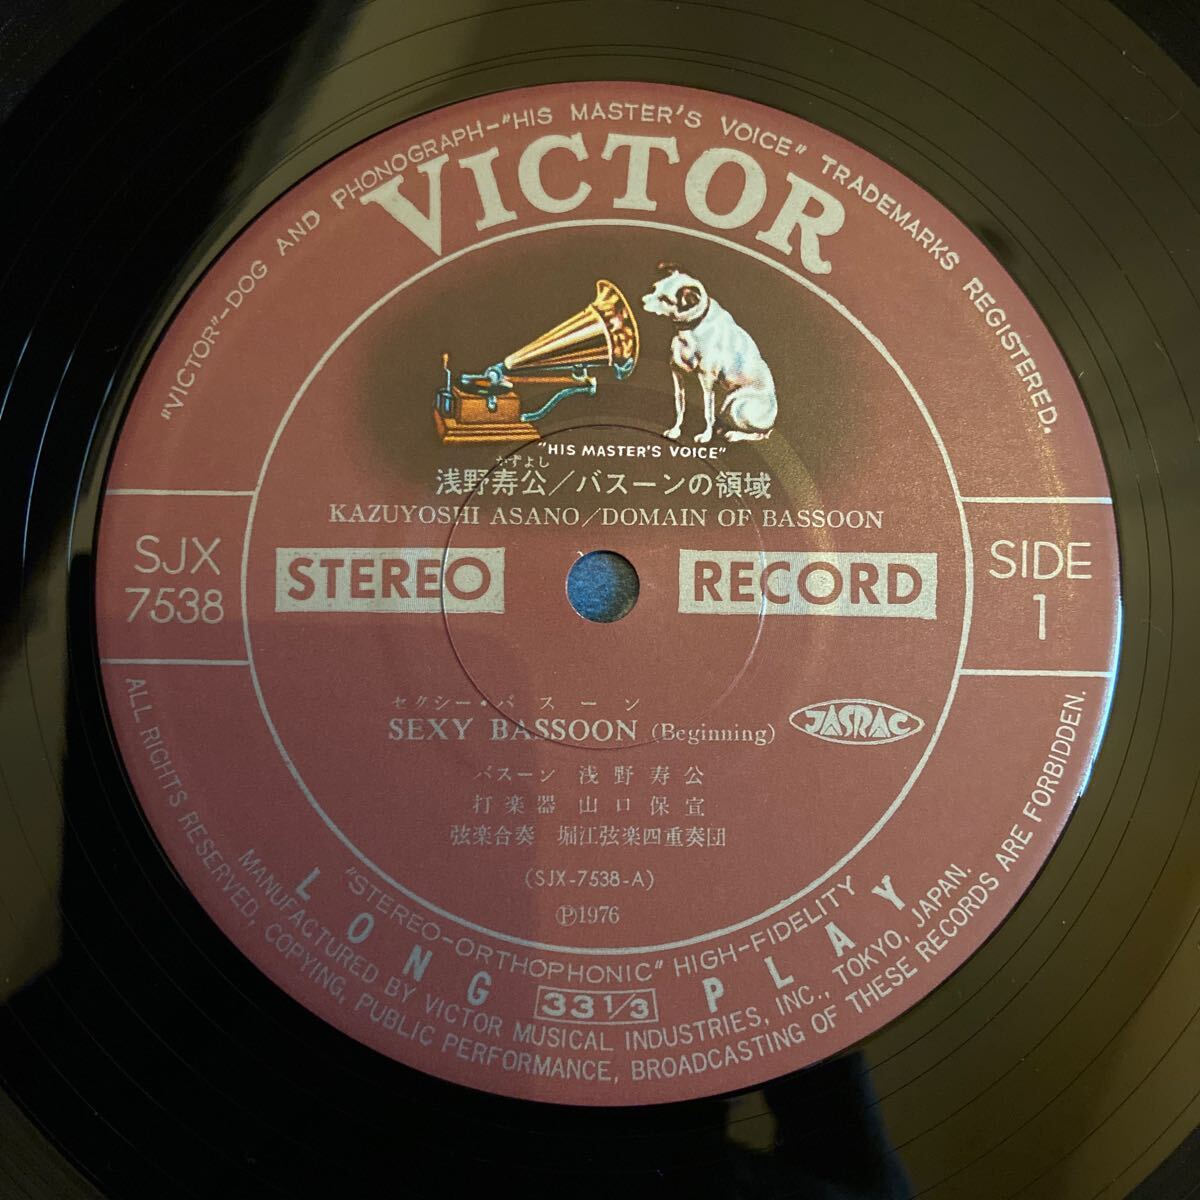 "VICTOR"-DOG AND PHONOGRAPH-"HIS MASTER'S VOICE" TRADEMARKS REGISTERED.
VICTOR
"HIS MASTER'S VOICE"
かずよし
浅野寿公/バスーンの領域
KAZUYOSHI ASANO/DOMAIN OF BASSOON
SJX
7538
STEREO
RECORD
SIDE
1
セクシー・バスーン
SEXY BASSOON (Beginning)
JASRAC
バスーン 浅野寿公
打楽器 山口保宣
弦楽合奏 堀江弦楽四重奏団
(SJX-7538-A)
Ⓟ1976
"STEREO-ORTHOPHONIC" HIGH-FIDELITY
LONG PLAY
33 1/3
MANUFACTURED BY VICTOR MUSICAL INDUSTRIES, INC., TOKYO, JAPAN.
ALL RIGHTS RESERVED, COPYING, PUBLIC PERFORMANCE, BROADCASTING OF THESE RECORDS ARE FORBIDDEN.